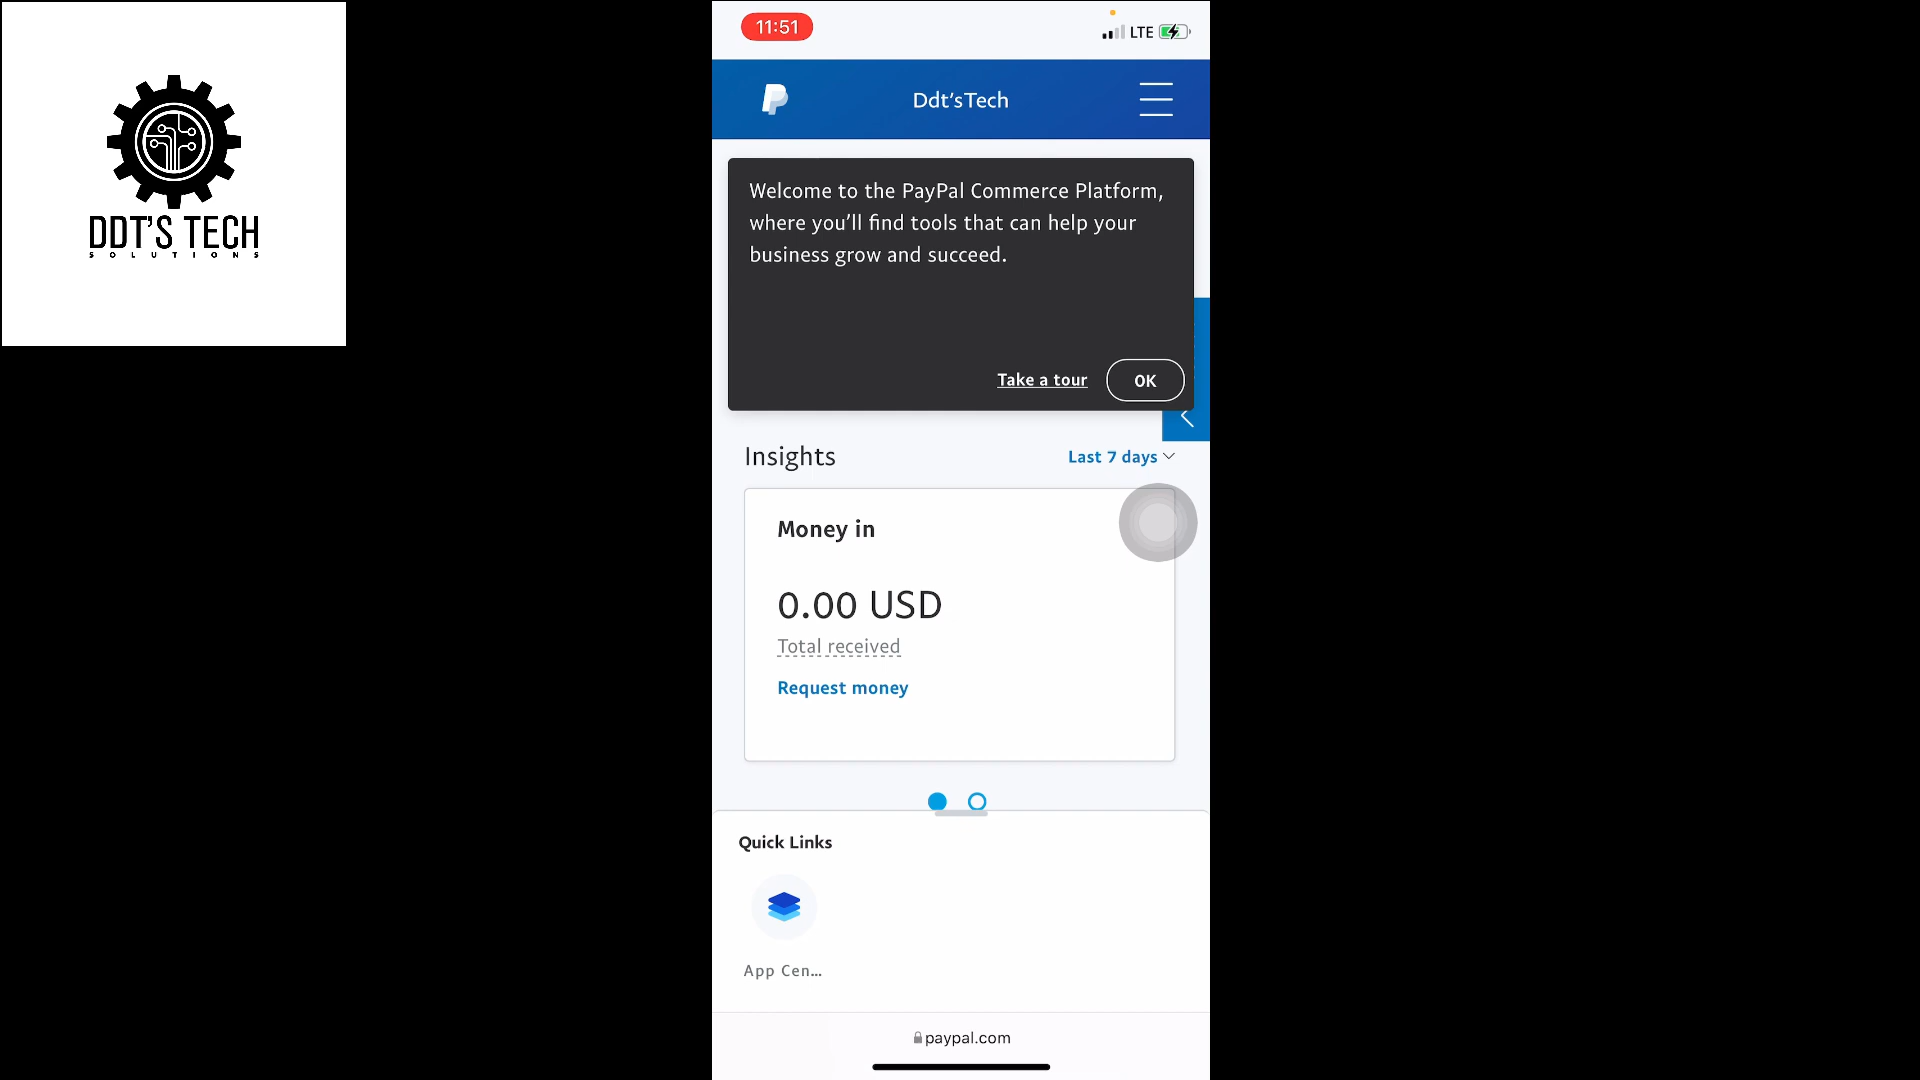 DDT'S TECH
SOLUTIONS
11:51
LTE
Ddt'sTech
Welcome to the PayPal Commerce Platform,
where you'll find tools that can help your
business grow and succeed.
Take a tour
OK
Insights
Last 7 days
Money in
0.00 USD
Total received
Request money
Quick Links
App Cen...
paypal.com